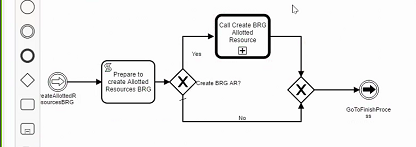 Call Create BRG
Allotted
Resource
Yes
Prepare to
create Allotted
Resources BRG
Create BRG AR?
reateAllottedR
sourcesBRG
No
GoToFinishProce
ss